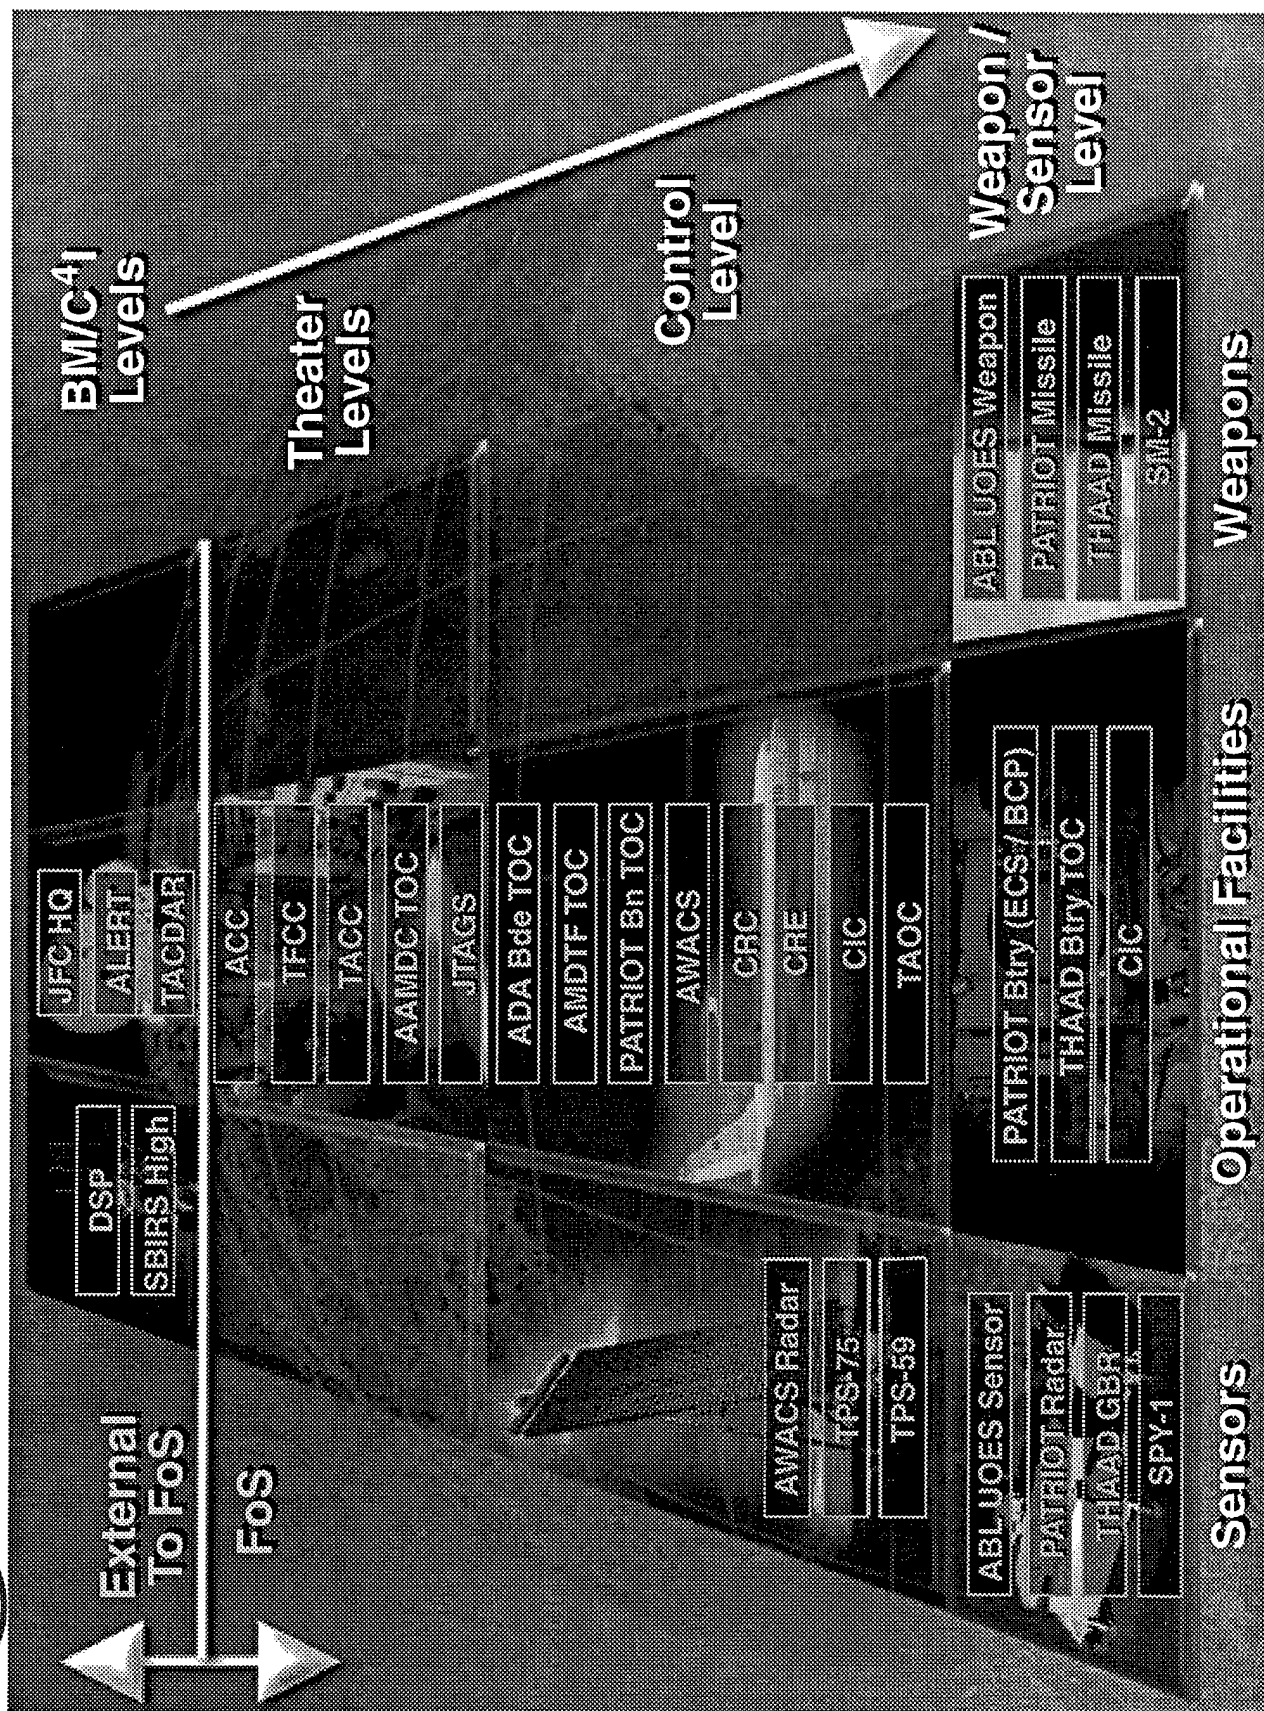 BM/C4I
Levels
External
To FoS
FoS
Theater
Levels
Control
Level
Weapon /
Sensor
Level
DSP
SBIRS High
JFC HQ
ALERT
TACDAR
ACC
TFCC
TACC
AAMDC TOC
JTAGS
ADA Bde TOC
AMDTF TOC
PATRIOT Bn TOC
AWACS
CRC
CRE
CIC
TAOC
AWACS Radar
TPS-75
TPS-59
ABL UOES Sensor
PATRIOT Radar
THAAD GBR
SPY-1
PATRIOT Btry (ECS / BCP)
THAAD Btry TOC
CIC
ABL UOES Weapon
PATRIOT Missile
THAAD Missile
SM-2
Sensors
Operational Facilities
Weapons